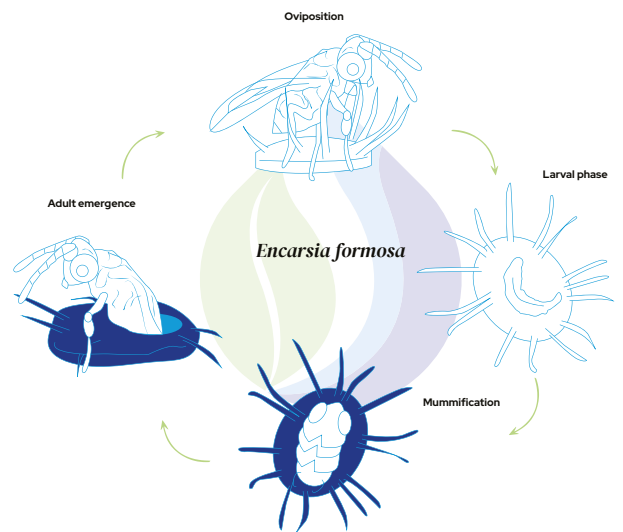 Oviposition
Larval phase
Adult emergence
Encarsia formosa
Mummification